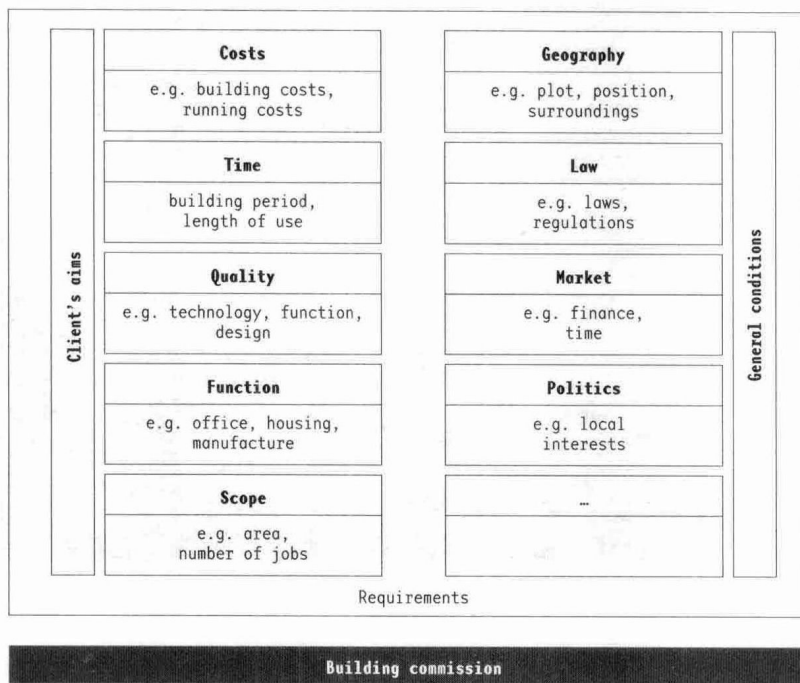 Client's aims
Costs
e.g. building costs,
running costs
Time
building period,
length of use
Quality
e.g. technology, function,
design
Function
e.g. office, housing,
manufacture
Scope
e.g. area,
number of jobs
Geography
e.g. plot, position,
surroundings
Law
e.g. laws,
regulations
Market
e.g. finance,
time
Politics
e.g. local
interests
…
General conditions
Requirements
Building commission